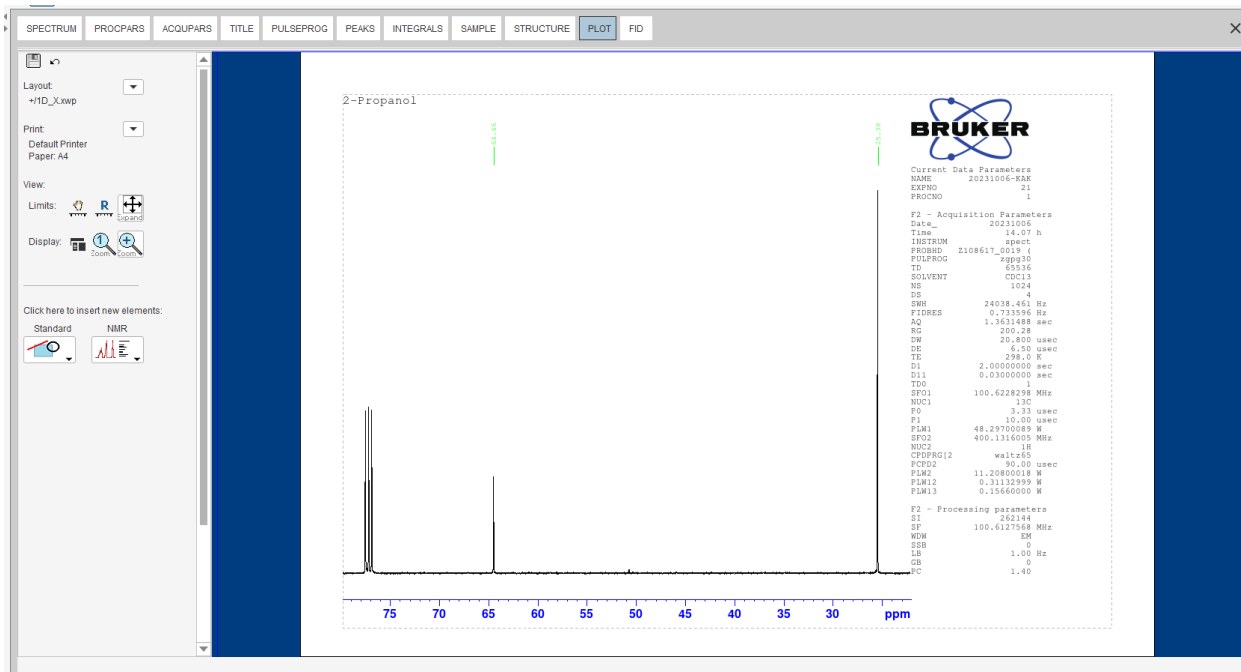 SPECTRUM PROCPARS ACQUPARS TITLE PULSEPROG PEAKS INTEGRALS SAMPLE STRUCTURE PLOT FID
Layout:
+/1D_X.xwp
Print:
Default Printer
Paper: A4
View:
Limits:
R
Expand
Display:
1
Zoom Zoom
Click here to insert new elements:
Standard NMR
2-Propanol
64.46
25.38
BRUKER
Current Data Parameters
NAME 20231006-KAK
EXPNO 21
PROCNO 1
F2 - Acquisition Parameters
Date_ 20231006
Time 14.07 h
INSTRUM spect
PROBHD Z108617_0019 (
PULPROG zgpg30
TD 65536
SOLVENT CDCl3
NS 1024
DS 4
SWH 24038.461 Hz
FIDRES 0.733596 Hz
AQ 1.3631488 sec
RG 200.28
DW 20.800 usec
DE 6.50 usec
TE 298.0 K
D1 2.00000000 sec
D11 0.03000000 sec
TD0 1
SFO1 100.6228298 MHz
NUC1 13C
P0 3.33 usec
P1 10.00 usec
PLW1 48.29700089 W
SFO2 400.1316005 MHz
NUC2 1H
CPDPRG[2 waltz65
PCPD2 90.00 usec
PLW2 11.20800018 W
PLW12 0.31132999 W
PLW13 0.15660000 W
F2 - Processing parameters
SI 262144
SF 100.6127568 MHz
WDW EM
SSB 0
LB 1.00 Hz
GB 0
PC 1.40
75 70 65 60 55 50 45 40 35 30 ppm